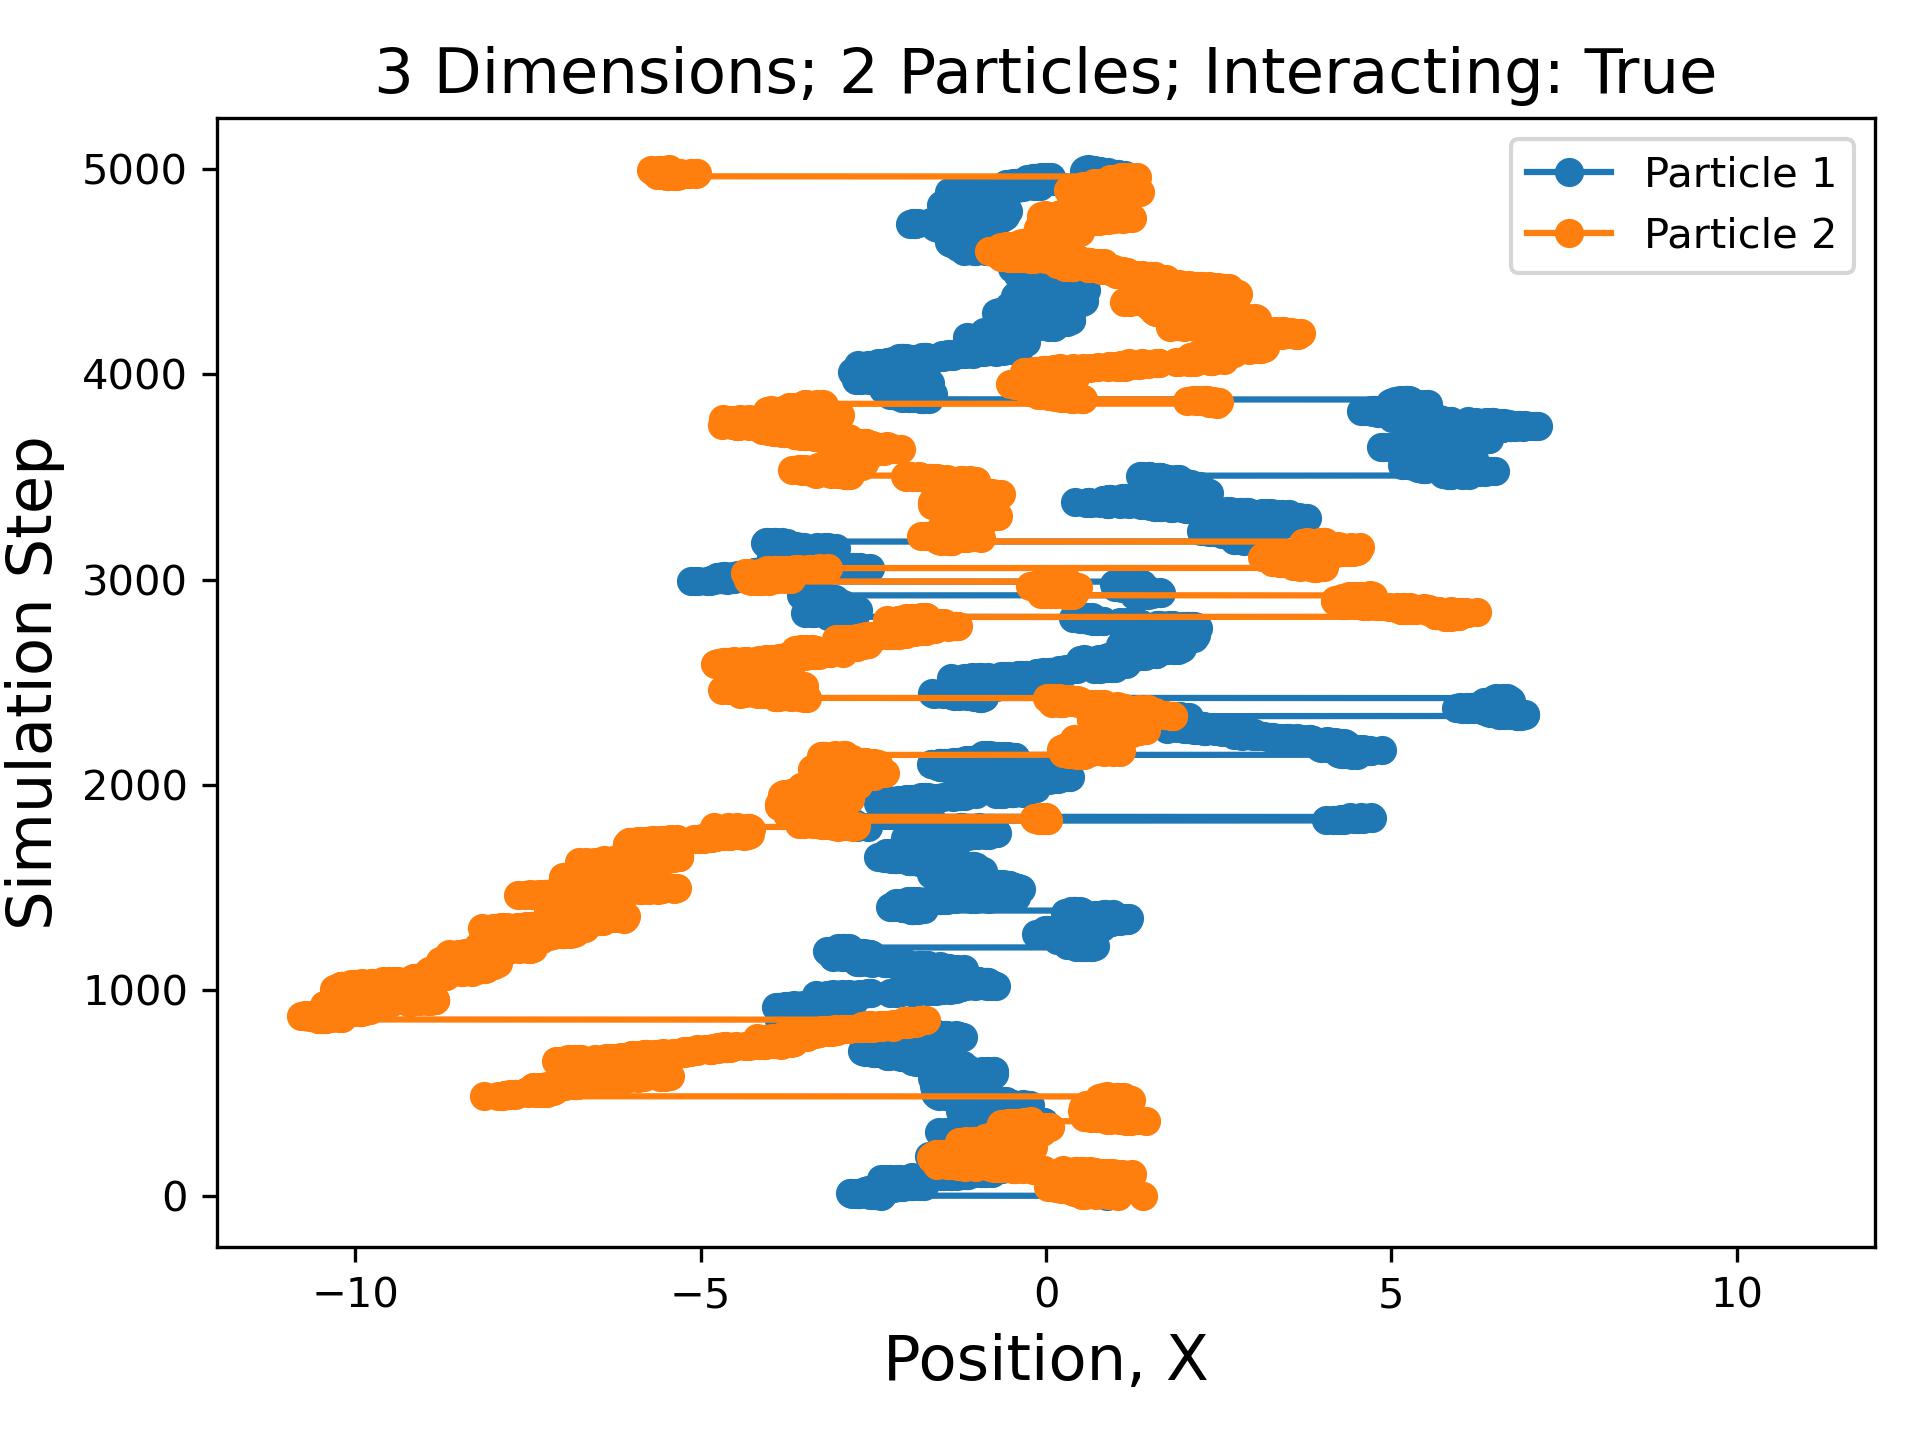 3 Dimensions; 2 Particles; Interacting: True
Particle 1
Particle 2
5000
4000
3000
2000
1000
0
Simulation Step
−10
−5
0
5
10
Position, X